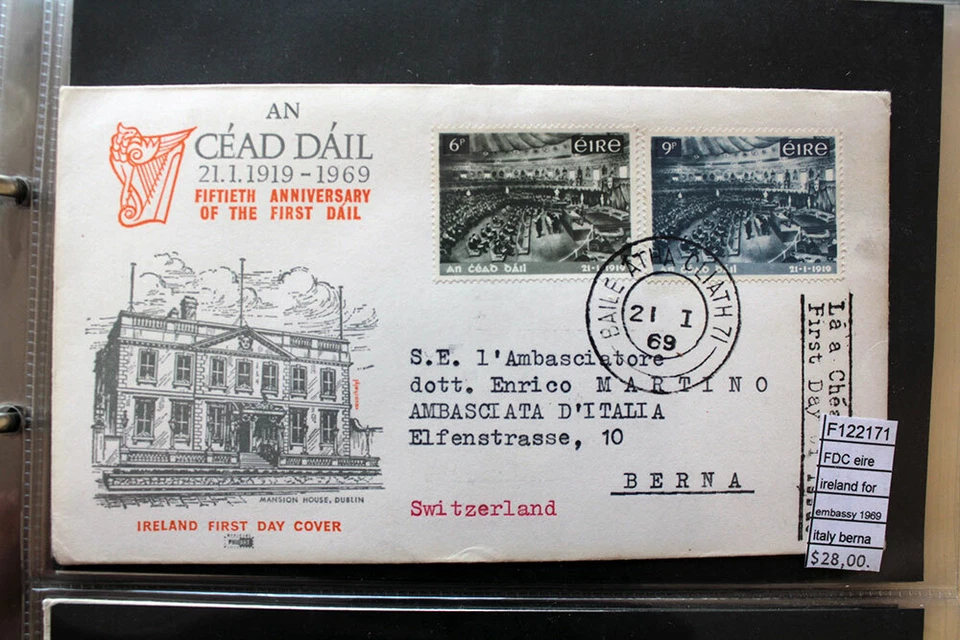 AN
CÉAD DÁIL
21.1.1919 - 1969
FIFTIETH ANNIVERSARY
OF THE FIRST DÁIL
6P éIRe
An céad dáil 21·1·1919
9P éIRe
céad dáil 21·1·1919
BAILE ÁTHA CLIATH 71
21 I
69
S.E. l'Ambasciatore
dott. Enrico MARTINO
AMBASCIATA D'ITALIA
Elfenstrasse, 10
BERNA
Switzerland
MANSION HOUSE, DUBLIN
IRELAND FIRST DAY COVER
Lá a Chéa
First Day
F122171
FDC eire
ireland for
embassy 1969
italy berna
$28,00.